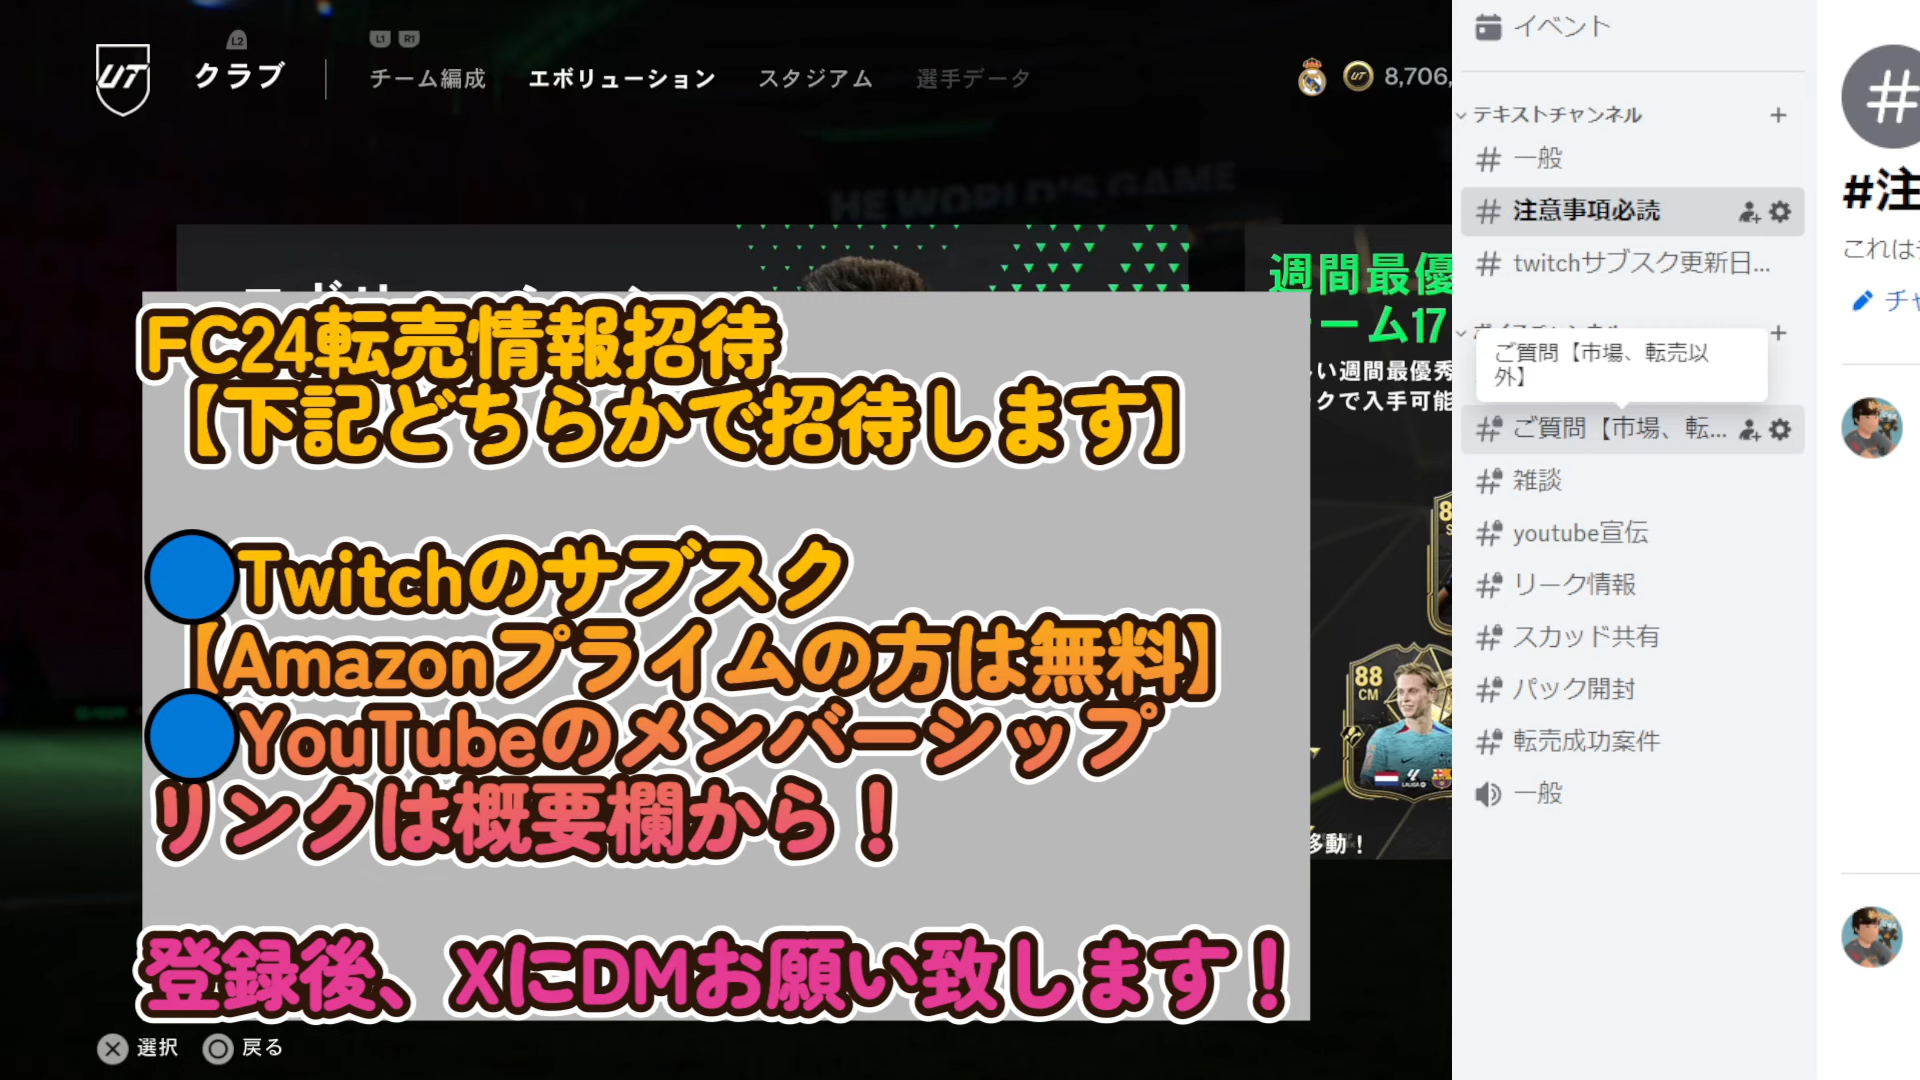 L2
クラブ
L1 R1
チーム編成
エボリューション
スタジアム
選手データ
UT
8,706,
HE WORLD'S GAME
週間最優
ーム17
い週間最優秀
クで入手可能
FC24転売情報招待
【下記どちらかで招待します】
Twitchのサブスク
【Amazonプライムの方は無料】
YouTubeのメンバーシップ
リンクは概要欄から！
登録後、XにDMお願い致します！
88
CM
LALIGA
移動！
選択
戻る
イベント
テキストチャンネル
一般
注意事項必読
twitchサブスク更新日...
ご質問【市場、転売以
外】
ご質問【市場、転...
雑談
youtube宣伝
リーク情報
スカッド共有
パック開封
転売成功案件
一般
#
#注
これは
チャ